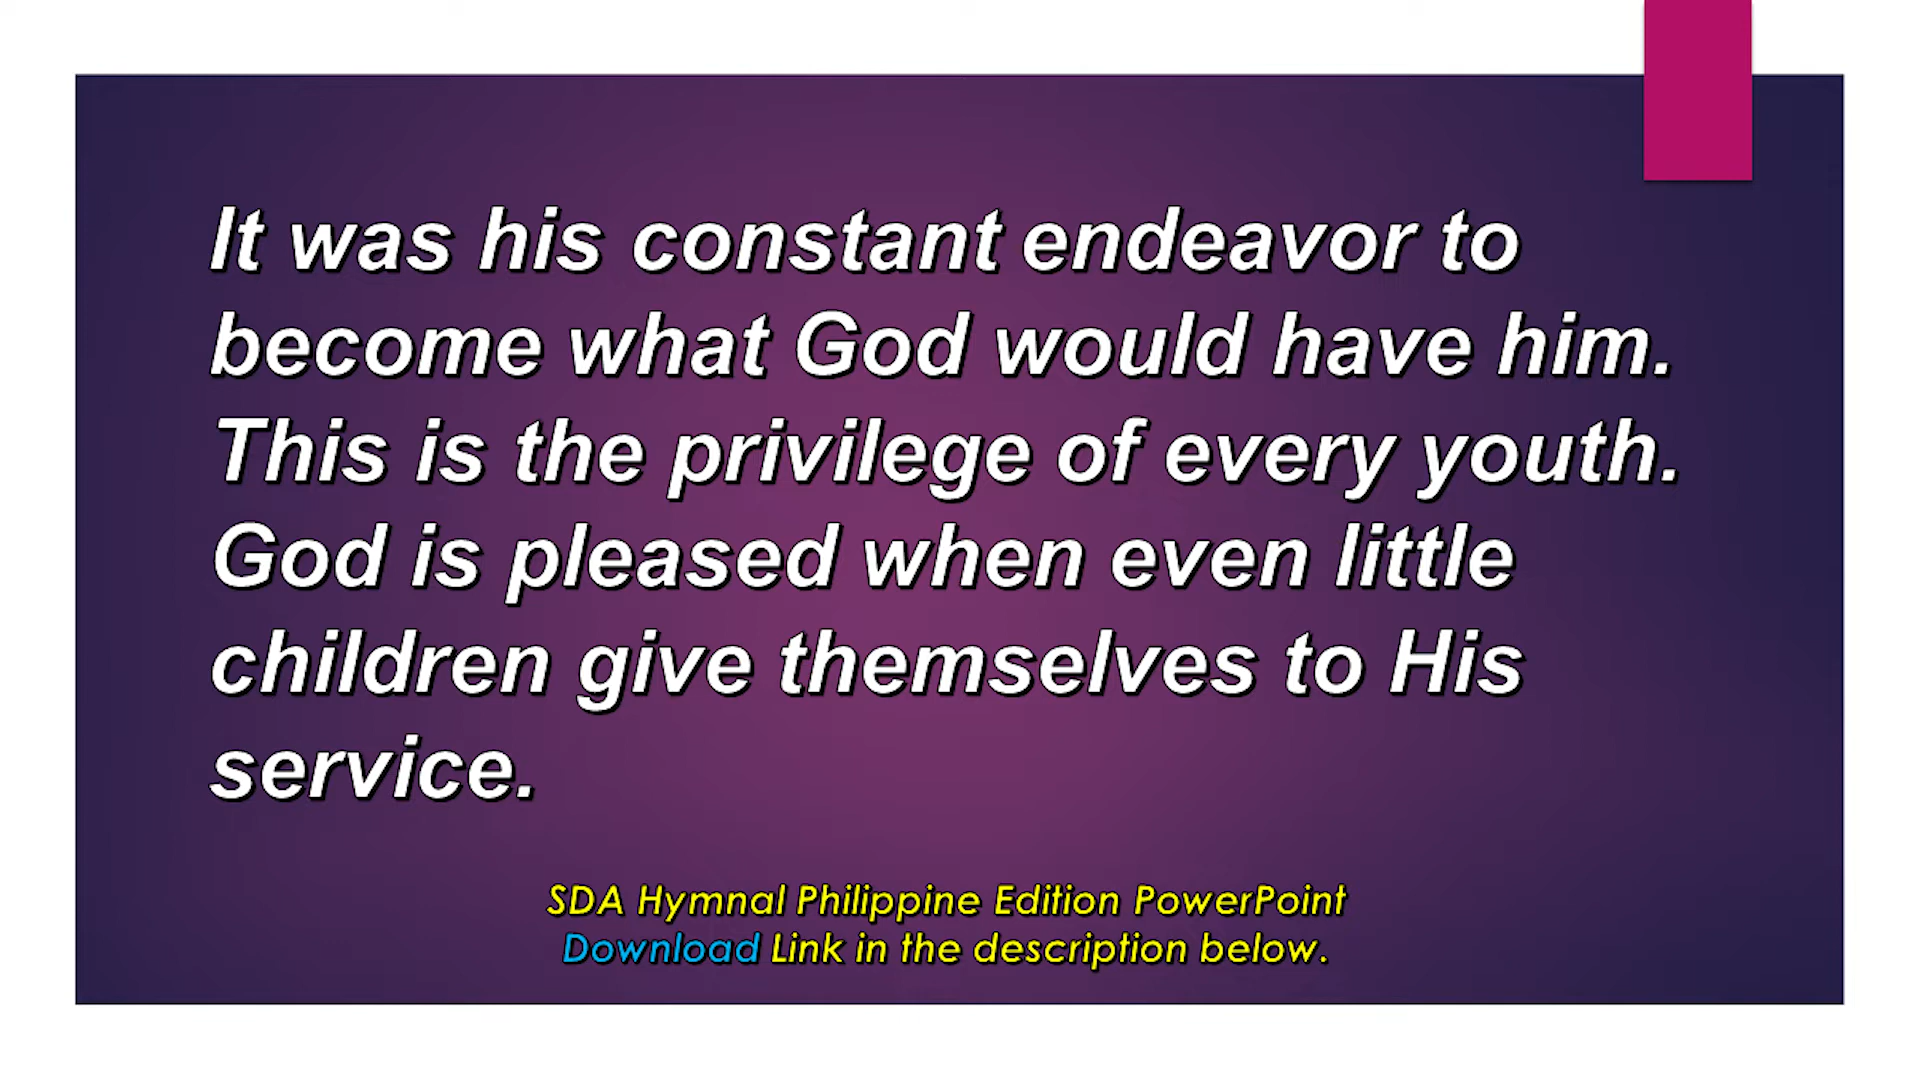 It was his constant endeavor to
become what God would have him.
This is the privilege of every youth.
God is pleased when even little
children give themselves to His
service.
SDA Hymnal Philippine Edition PowerPoint
Download Link in the description below.